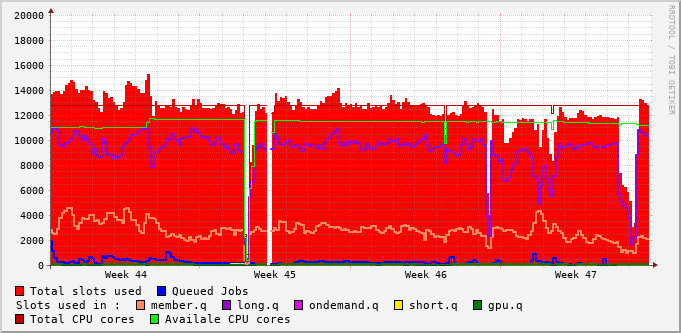 20000
18000
16000
14000
12000
10000
8000
6000
4000
2000
0
Week 44 Week 45 Week 46 Week 47
RRDTOOL / TOBI OETIKER
Total slots used Queued Jobs
Slots used in : member.q long.q ondemand.q short.q gpu.q
Total CPU cores Availale CPU cores